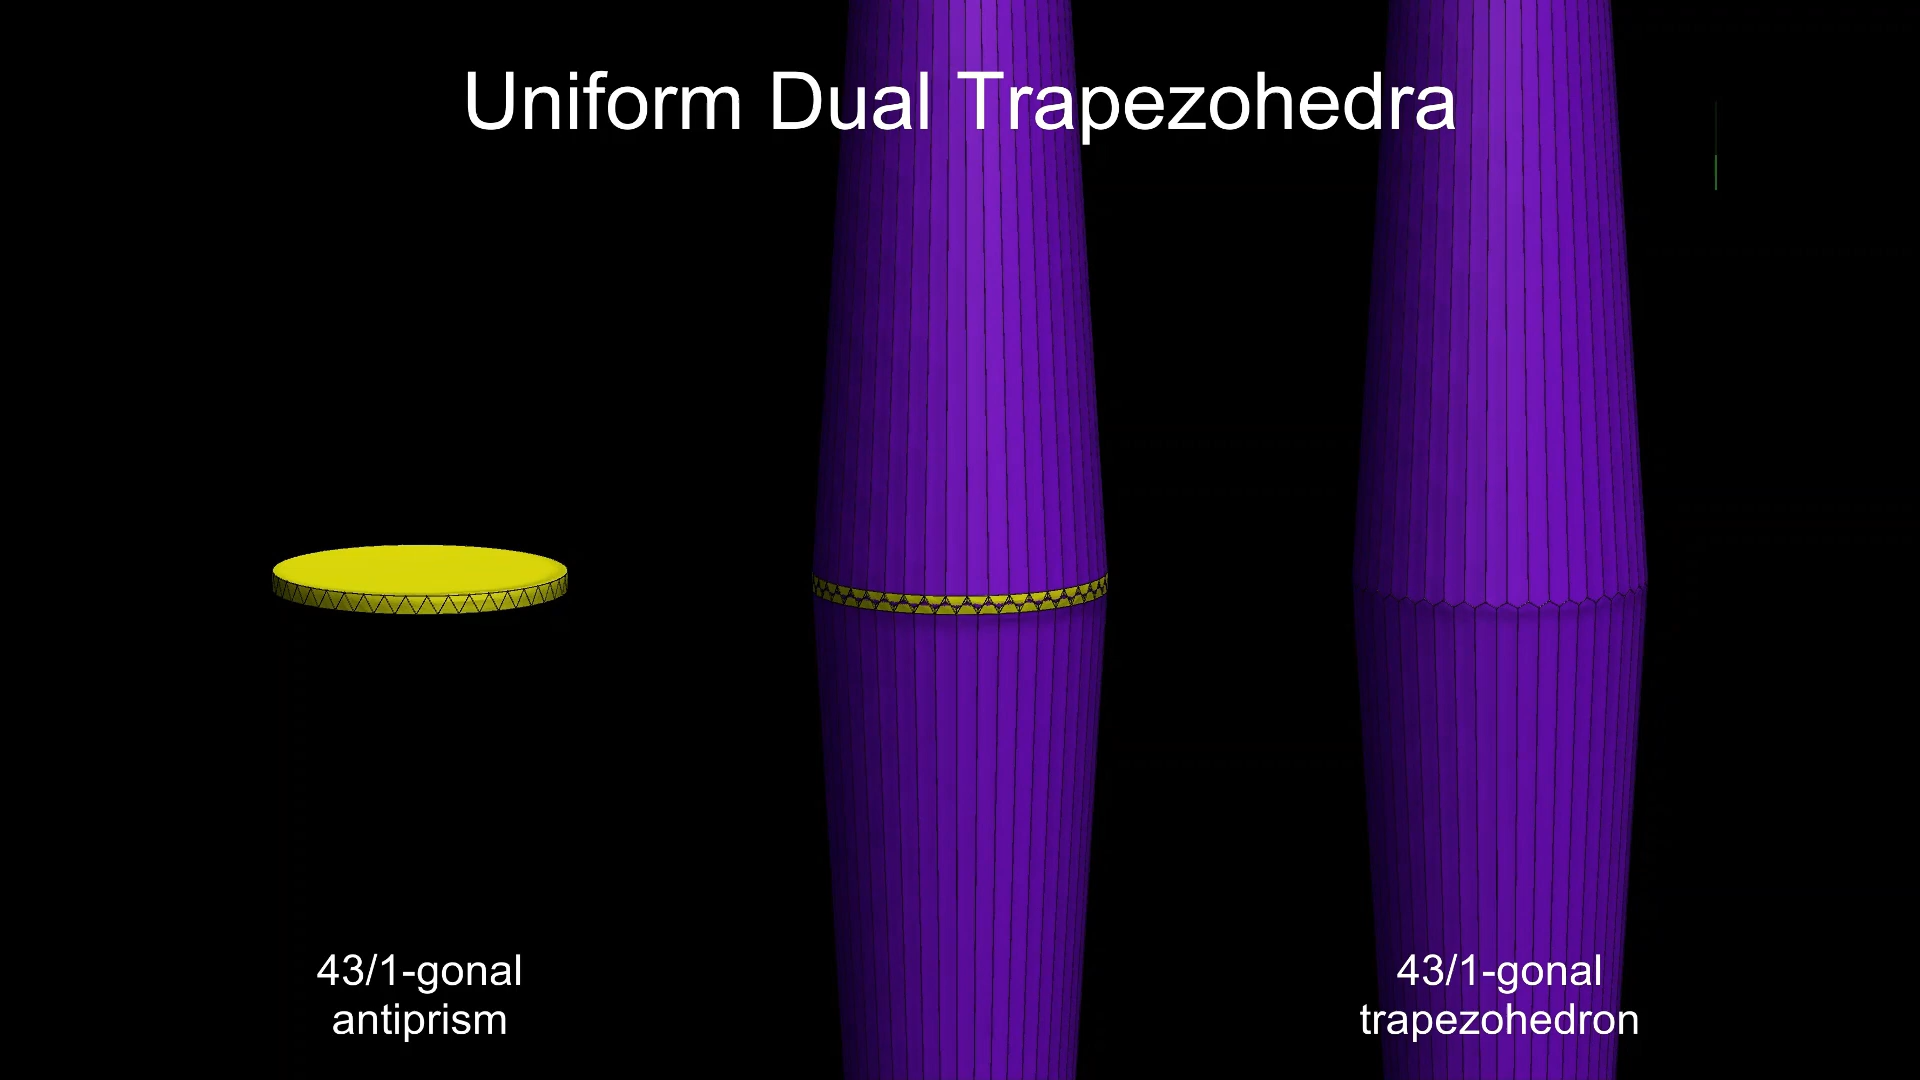 Uniform Dual Trapezohedra
43/1-gonal
antiprism
43/1-gonal
trapezohedron